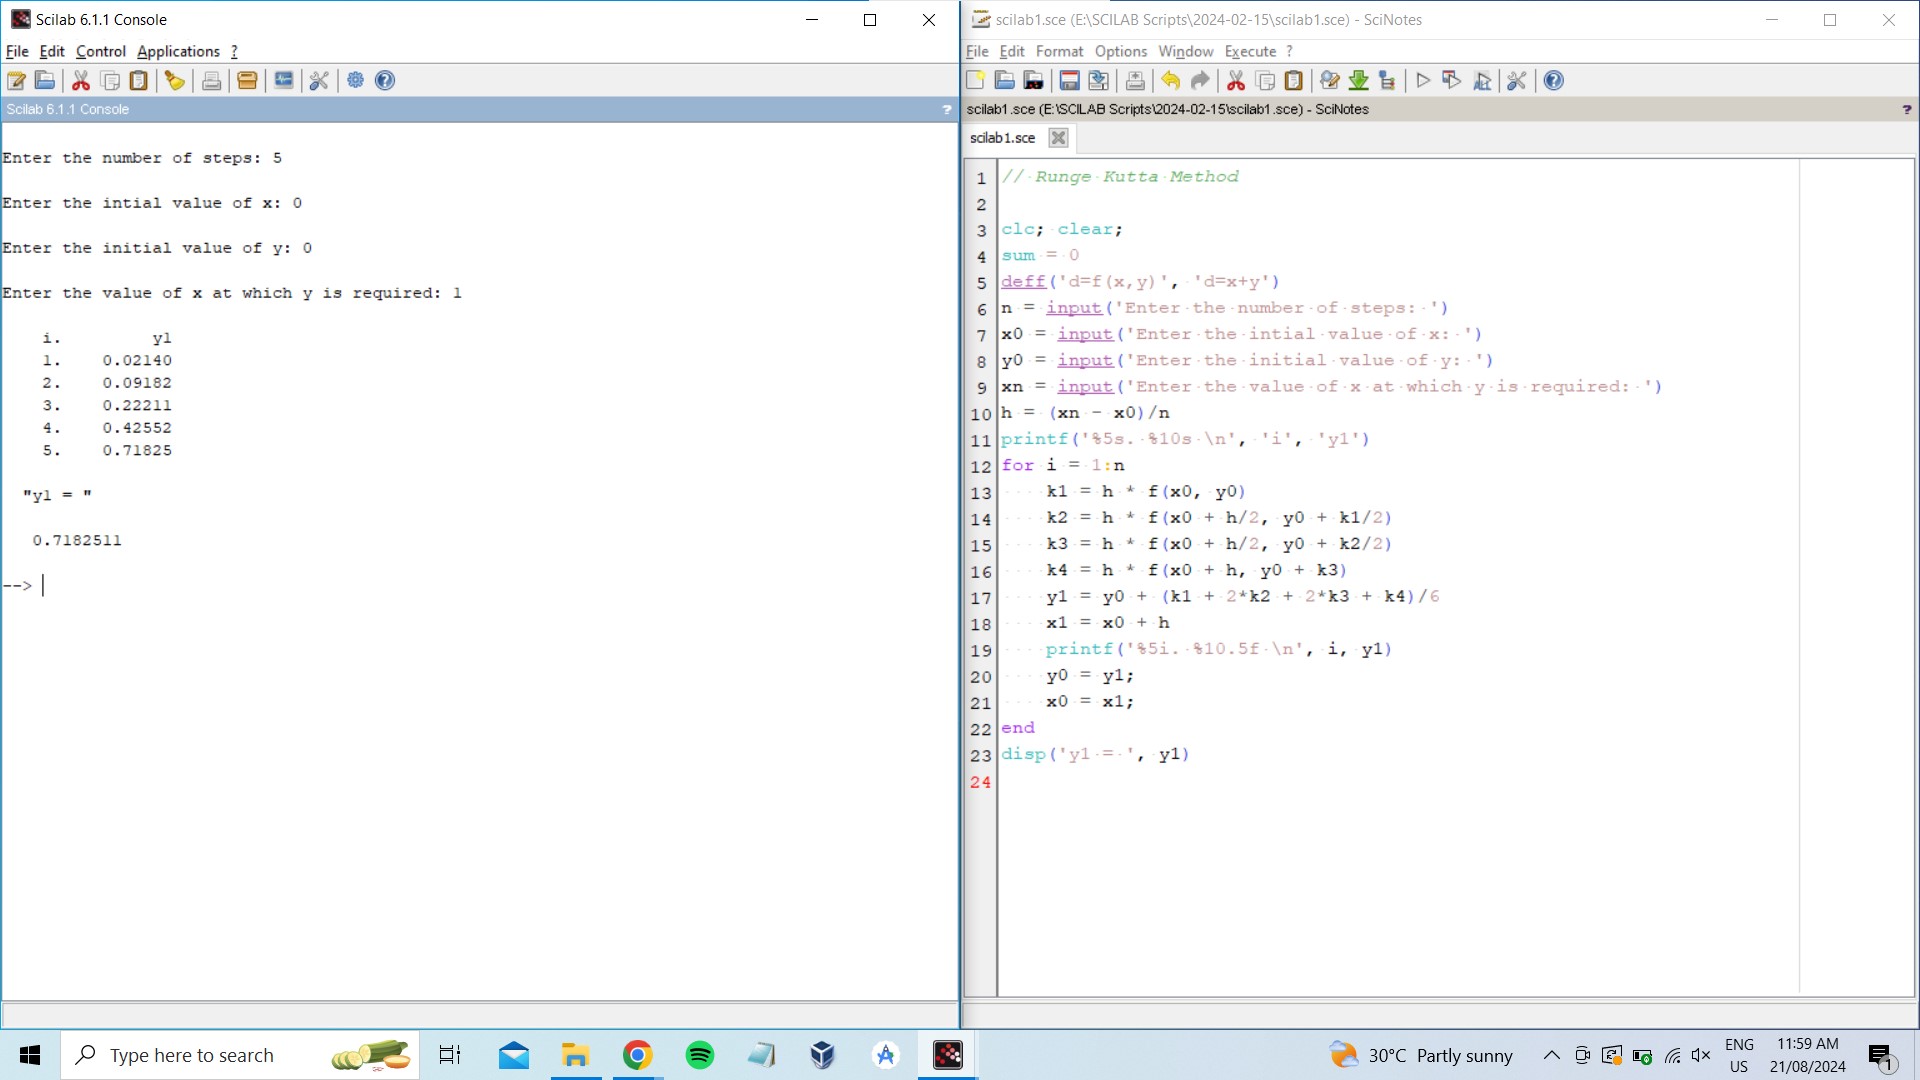 Scilab 6.1.1 Console
File Edit Control Applications ?
Scilab 6.1.1 Console ?
Enter the number of steps: 5
Enter the intial value of x: 0
Enter the initial value of y: 0
Enter the value of x at which y is required: 1
i. y1
1. 0.02140
2. 0.09182
3. 0.22211
4. 0.42552
5. 0.71825
"y1 = "
0.7182511
-->
scilab1.sce (E:\SCILAB Scripts\2024-02-15\scilab1.sce) - SciNotes
File Edit Format Options Window Execute ?
scilab1.sce (E:\SCILAB Scripts\2024-02-15\scilab1.sce) - SciNotes ?
scilab1.sce
1 // Runge Kutta Method
2
3 clc; clear;
4 sum = 0
5 deff('d=f(x,y)', 'd=x+y')
6 n = input('Enter the number of steps: ')
7 x0 = input('Enter the intial value of x: ')
8 y0 = input('Enter the initial value of y: ')
9 xn = input('Enter the value of x at which y is required: ')
10 h = (xn - x0)/n
11 printf('%5s. %10s \n', 'i', 'y1')
12 for i = 1:n
13 k1 = h * f(x0, y0)
14 k2 = h * f(x0 + h/2, y0 + k1/2)
15 k3 = h * f(x0 + h/2, y0 + k2/2)
16 k4 = h * f(x0 + h, y0 + k3)
17 y1 = y0 + (k1 + 2*k2 + 2*k3 + k4)/6
18 x1 = x0 + h
19 printf('%5i. %10.5f \n', i, y1)
20 y0 = y1;
21 x0 = x1;
22 end
23 disp('y1 = ', y1)
24
Type here to search
30°C Partly sunny
ENG
US
11:59 AM
21/08/2024
1